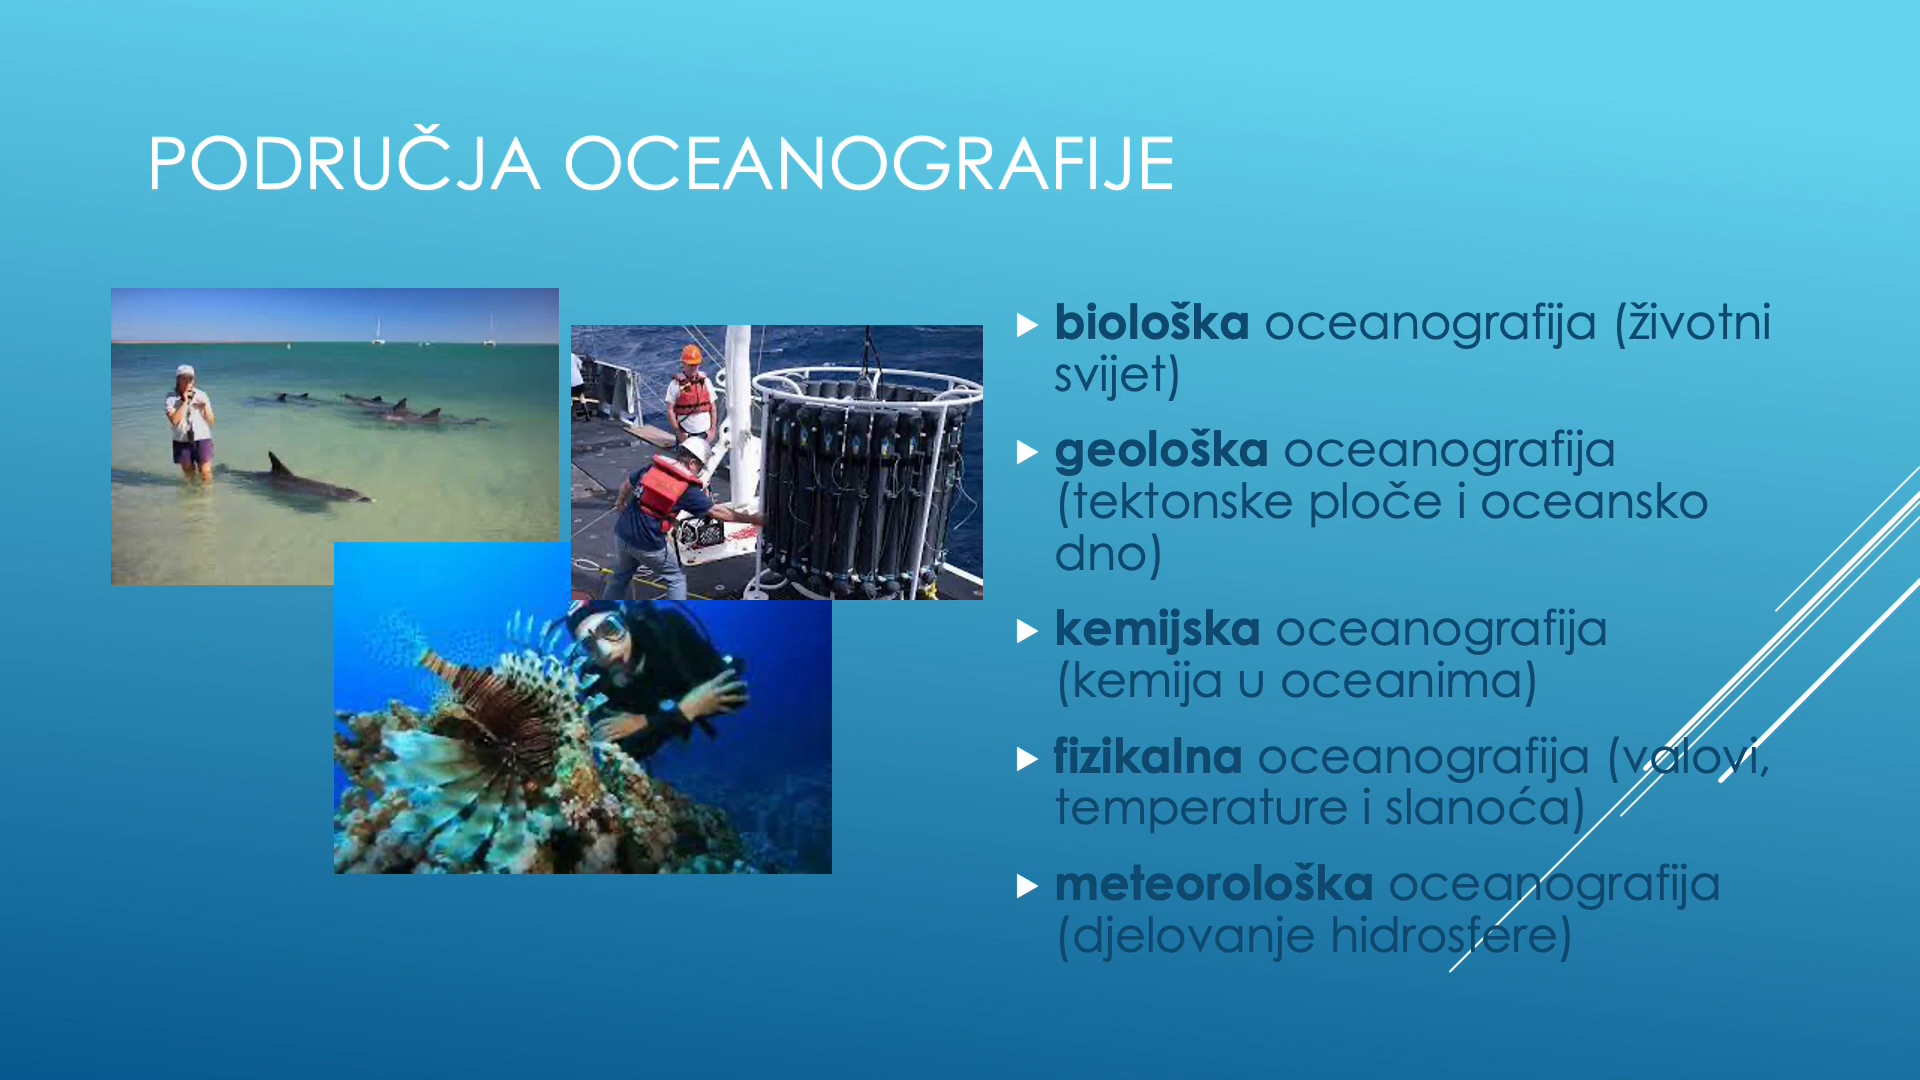 PODRUČJA OCEANOGRAFIJE
biološka oceanografija (životni
svijet)
geološka oceanografija
(tektonske ploče i oceansko
dno)
kemijska oceanografija
(kemija u oceanima)
fizikalna oceanografija (valovi,
temperature i slanoća)
meteorološka oceanografija
(djelovanje hidrosfere)